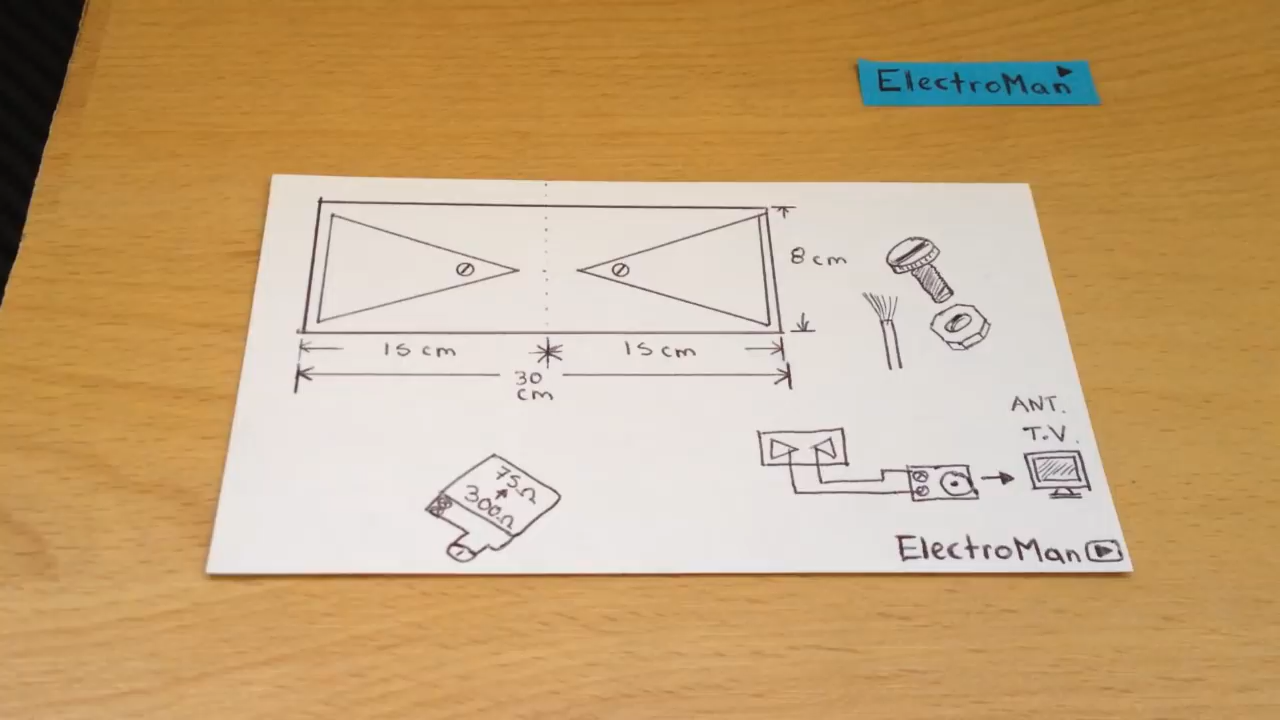 ElectroMan
8 cm
15 cm
15 cm
30
cm
ANT.
T.V.
75Ω
300Ω
ElectroMan